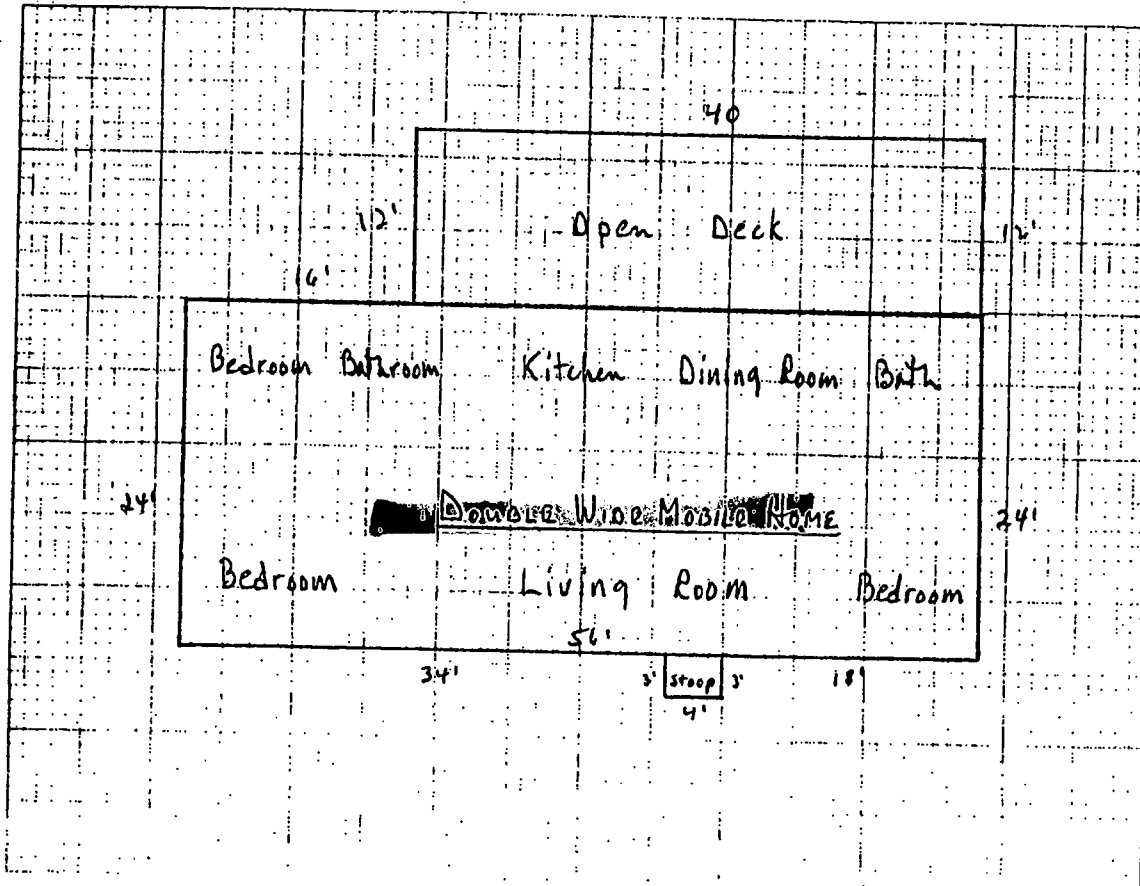 40
12' Open Deck 12'
16'
Bedroom Bathroom Kitchen Dining Room Bath
24' DOUBLE WIDE MOBILE HOME 24'
Bedroom Living Room Bedroom
56'
34' 3' Stoop 3' 18'
4'